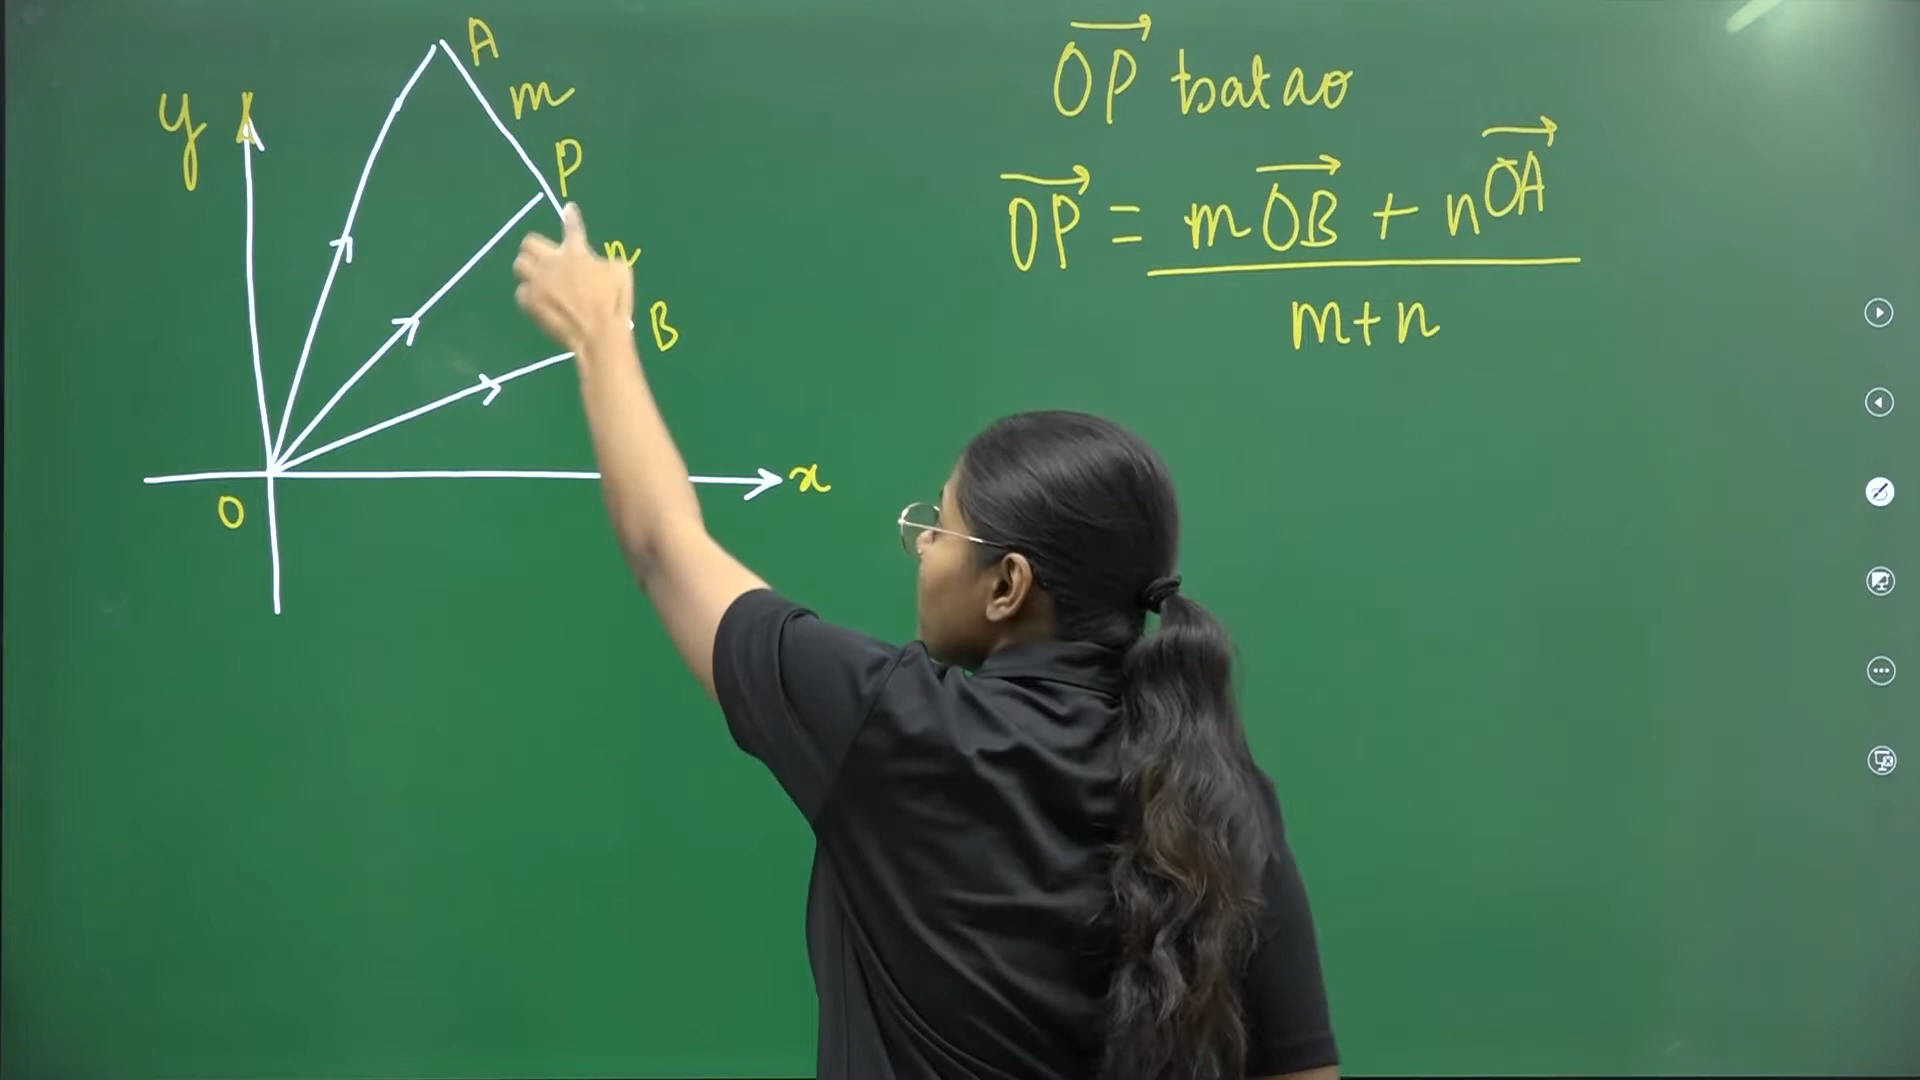 A
m
y
P
n
B
x
O
OP batao
OP = mOB + nOA
m+n